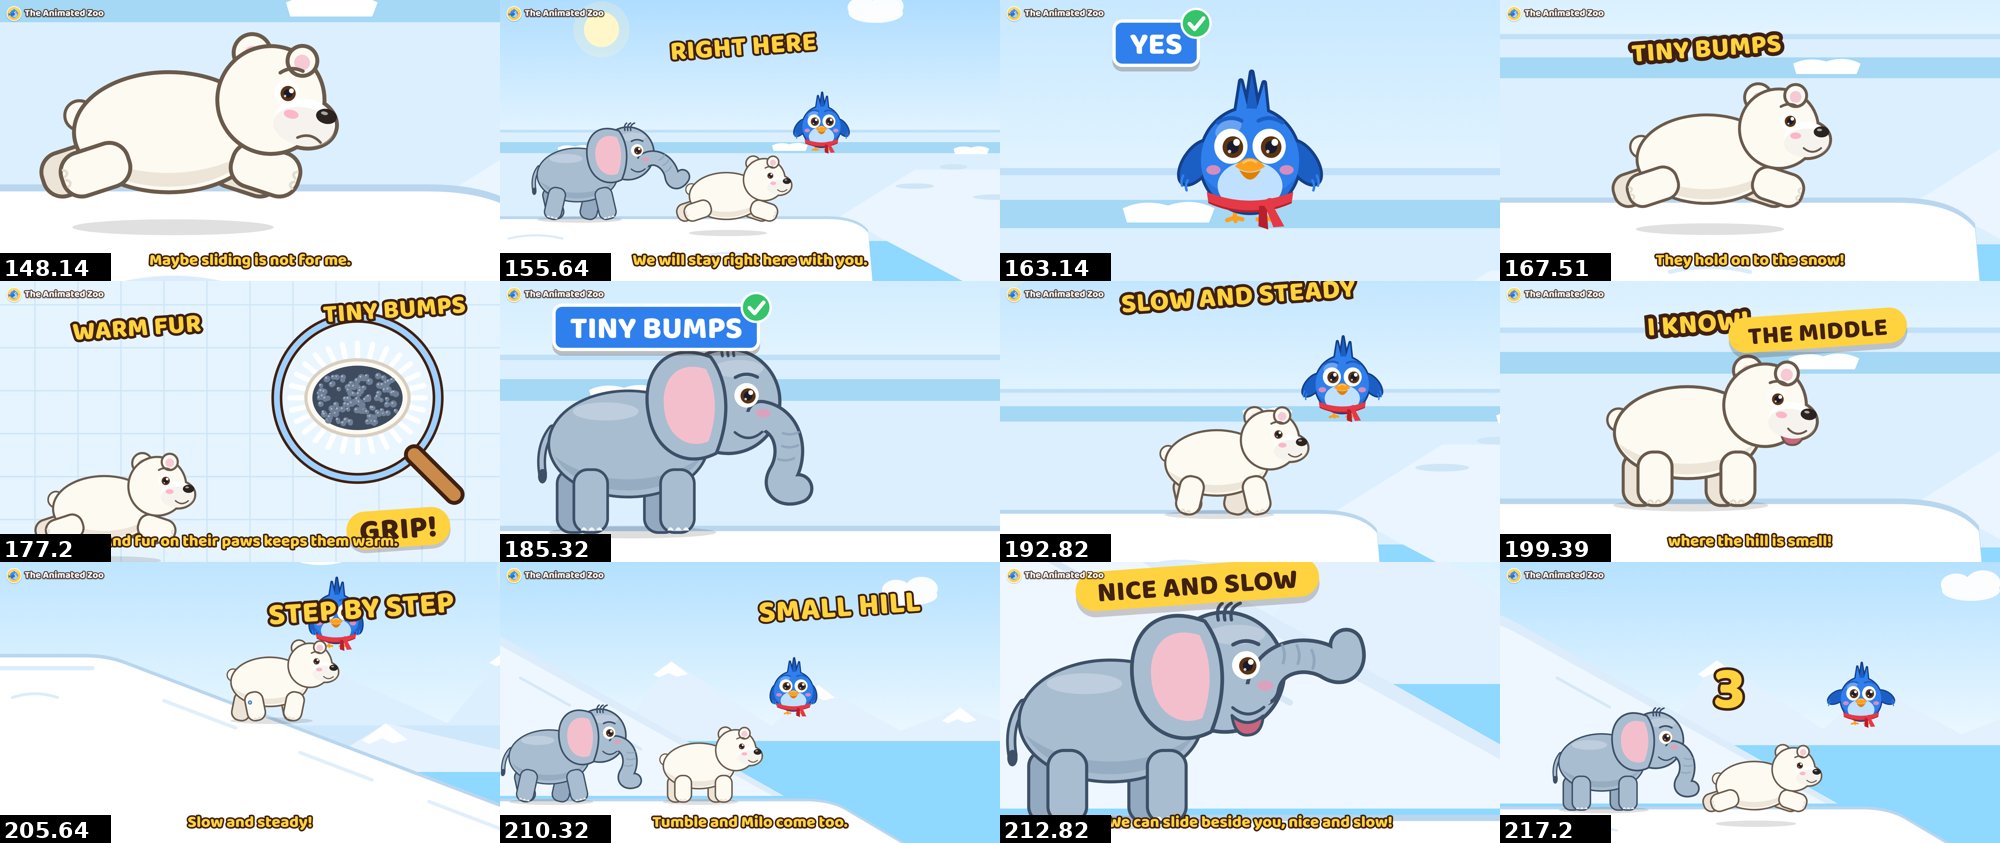 The Animated Zoo
Maybe sliding is not for me.
148.14
The Animated Zoo
RIGHT HERE
We will stay right here with you.
155.64
The Animated Zoo
YES
163.14
The Animated Zoo
TINY BUMPS
They hold on to the snow!
167.51
The Animated Zoo
WARM FUR
TINY BUMPS
GRIP!
and fur on their paws keeps them warm.
177.2
The Animated Zoo
TINY BUMPS
185.32
The Animated Zoo
SLOW AND STEADY
192.82
The Animated Zoo
I KNOW!
THE MIDDLE
where the hill is small!
199.39
The Animated Zoo
STEP BY STEP
Slow and steady!
205.64
The Animated Zoo
SMALL HILL
Tumble and Milo come too.
210.32
The Animated Zoo
NICE AND SLOW
We can slide beside you, nice and slow!
212.82
The Animated Zoo
3
217.2